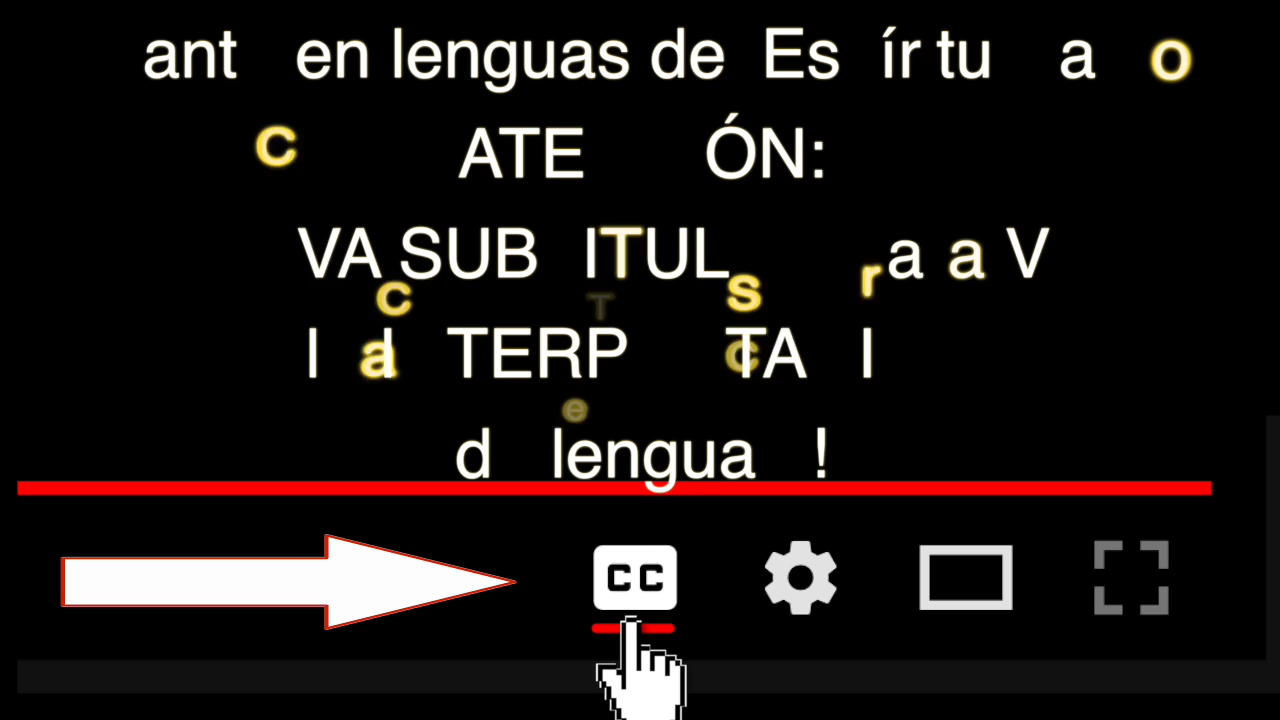 ant en lenguas de Es ír tu a o
c ATE ÓN:
VA SUB ITUL s r a a V
c T
I a I TERP c TA I
e
d lengua !
CC